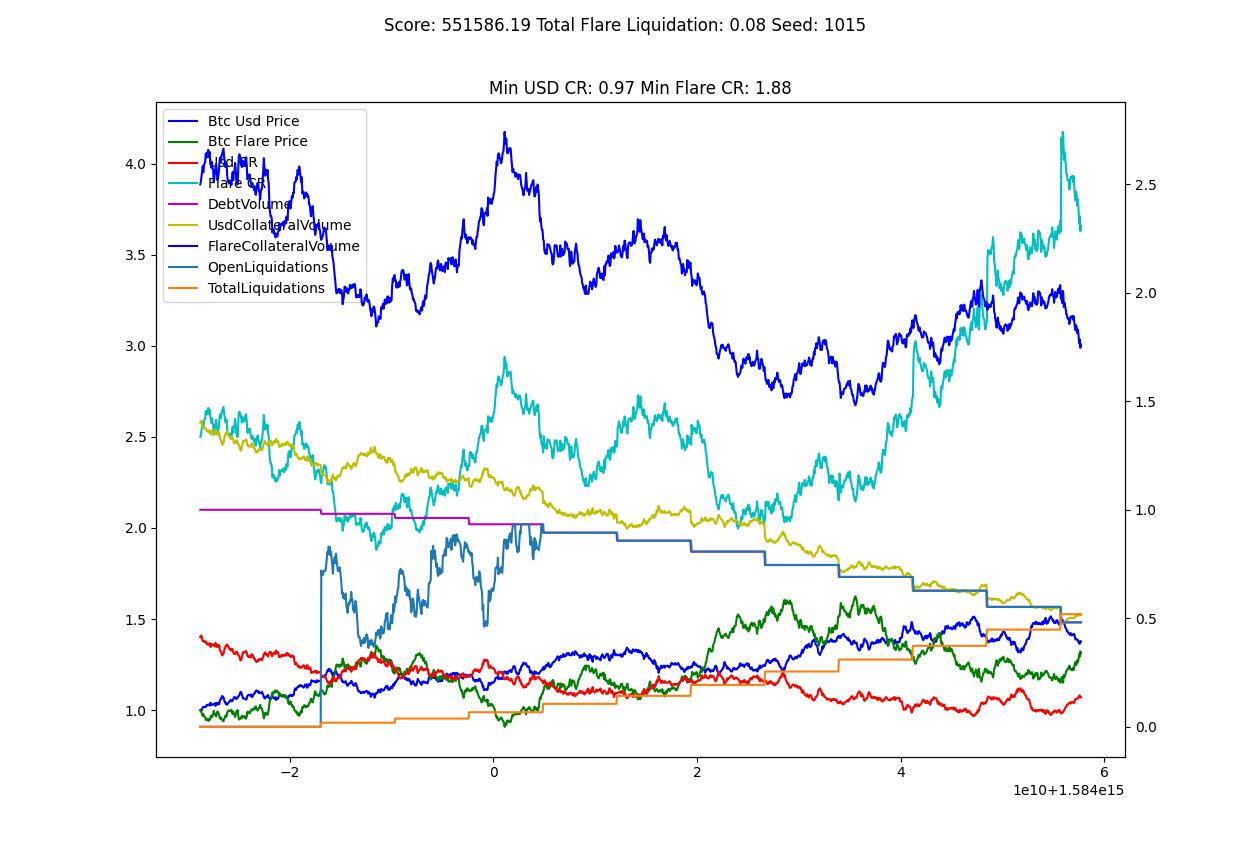 Score: 551586.19 Total Flare Liquidation: 0.08 Seed: 1015
Min USD CR: 0.97 Min Flare CR: 1.88
Btc Usd Price
Btc Flare Price
Usd CR
Flare CR
DebtVolume
UsdCollateralVolume
FlareCollateralVolume
OpenLiquidations
TotalLiquidations
4.0
3.5
3.0
2.5
2.0
1.5
1.0
2.5
2.0
1.5
1.0
0.5
0.0
−2 0 2 4 6
1e10+1.584e15